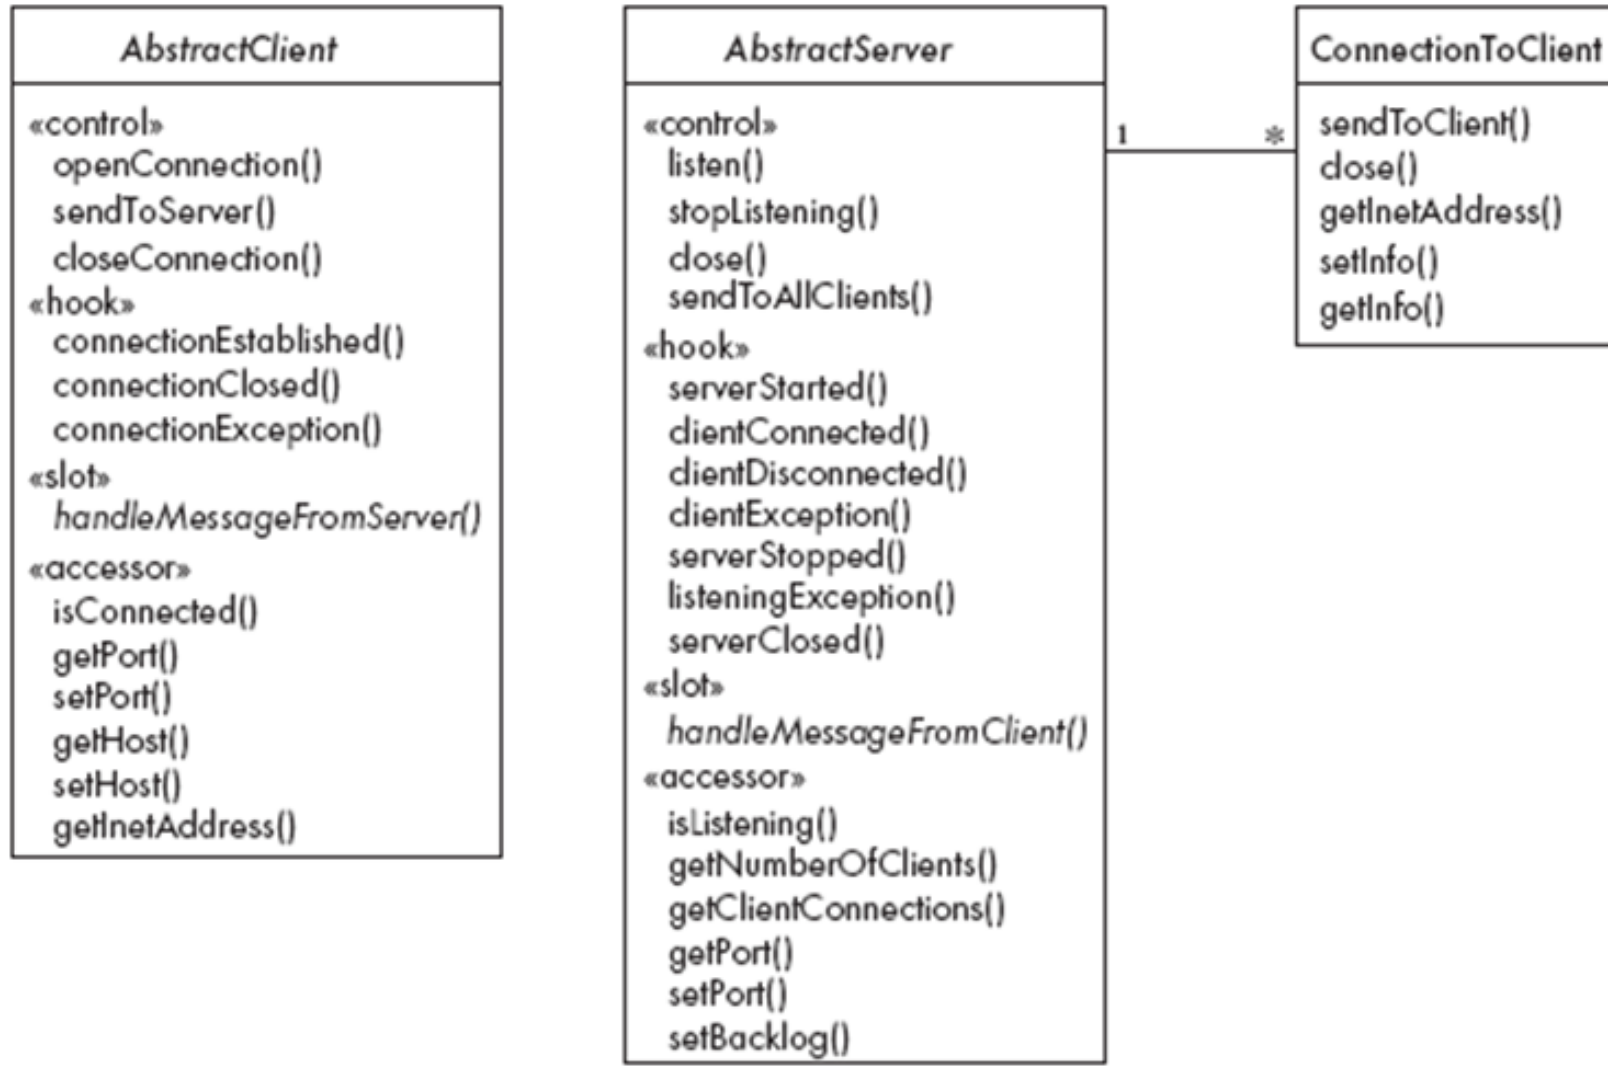 AbstractClient
«control»
openConnection()
sendToServer()
closeConnection()
«hook»
connectionEstablished()
connectionClosed()
connectionException()
«slot»
handleMessageFromServer()
«accessor»
isConnected()
getPort()
setPort()
getHost()
setHost()
getInetAddress()
AbstractServer
«control»
listen()
stopListening()
close()
sendToAllClients()
«hook»
serverStarted()
clientConnected()
clientDisconnected()
clientException()
serverStopped()
listeningException()
serverClosed()
«slot»
handleMessageFromClient()
«accessor»
isListening()
getNumberOfClients()
getClientConnections()
getPort()
setPort()
setBacklog()
1 *
ConnectionToClient
sendToClient()
close()
getInetAddress()
setInfo()
getInfo()